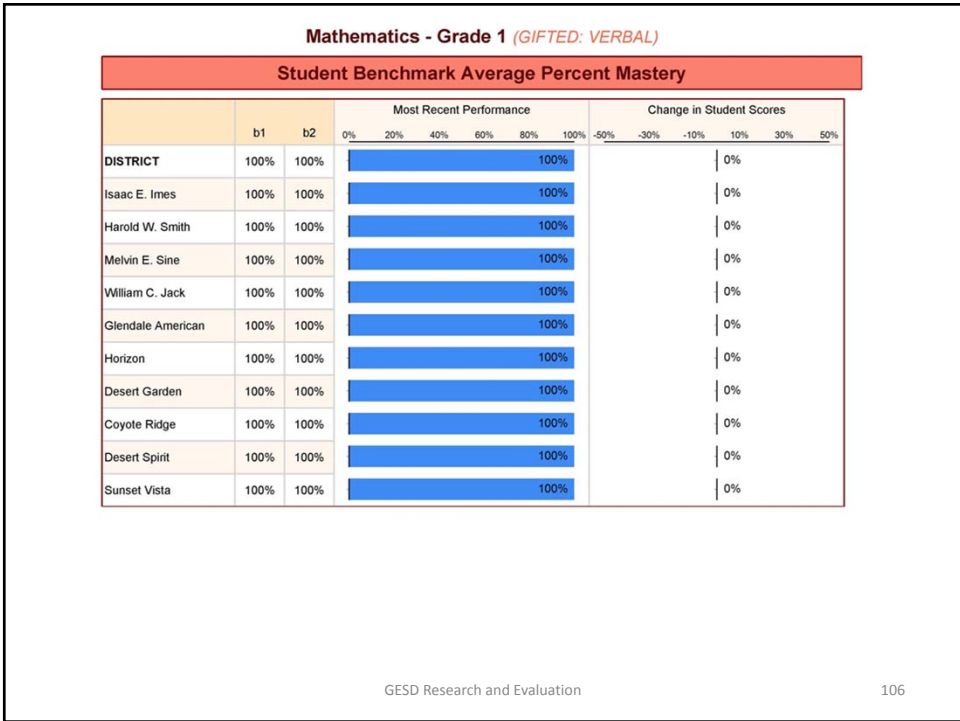 Mathematics - Grade 1 (GIFTED: VERBAL)
Student Benchmark Average Percent Mastery
Most Recent Performance Change in Student Scores
b1 b2 0% 20% 40% 60% 80% 100% -50% -30% -10% 10% 30% 50%
DISTRICT 100% 100% 100% 0%
Isaac E. Imes 100% 100% 100% 0%
Harold W. Smith 100% 100% 100% 0%
Melvin E. Sine 100% 100% 100% 0%
William C. Jack 100% 100% 100% 0%
Glendale American 100% 100% 100% 0%
Horizon 100% 100% 100% 0%
Desert Garden 100% 100% 100% 0%
Coyote Ridge 100% 100% 100% 0%
Desert Spirit 100% 100% 100% 0%
Sunset Vista 100% 100% 100% 0%
GESD Research and Evaluation 106